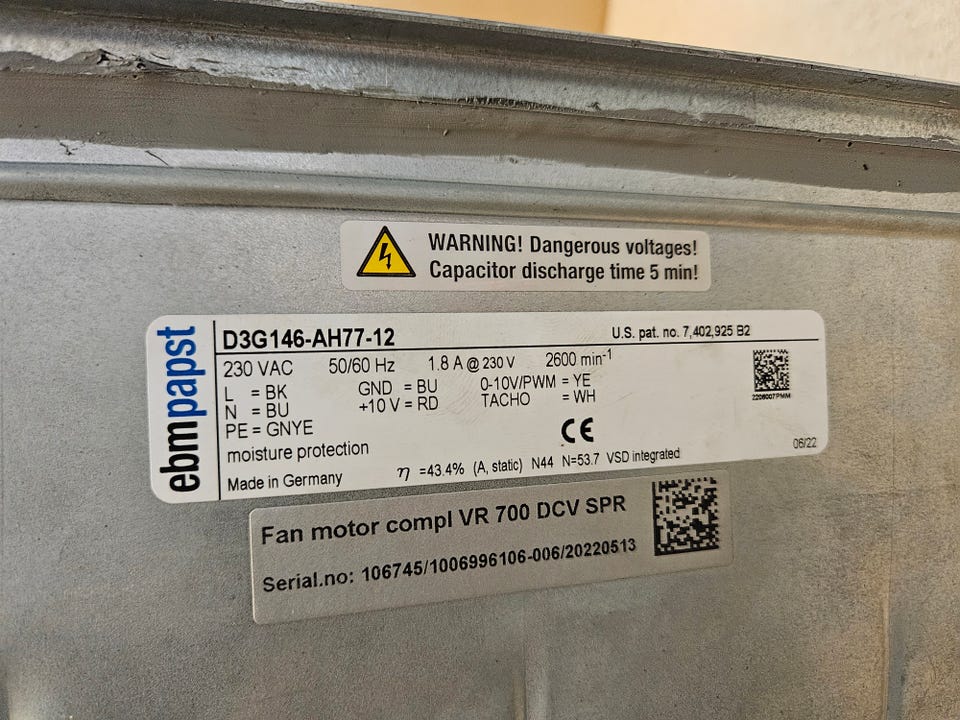 WARNING! Dangerous voltages!
Capacitor discharge time 5 min!
ebmpapst
D3G146-AH77-12 U.S. pat. no. 7,402,925 B2
230 VAC 50/60 Hz 1.8 A @ 230 V 2600 min⁻¹
L = BK GND = BU 0-10V/PWM = YE
N = BU +10 V = RD TACHO = WH
PE = GNYE
2206007PMM
moisture protection CE 06/22
Made in Germany η =43.4% (A, static) N44 N=53.7 VSD integrated
Fan motor compl VR 700 DCV SPR
Serial.no: 106745/1006996106-006/20220513